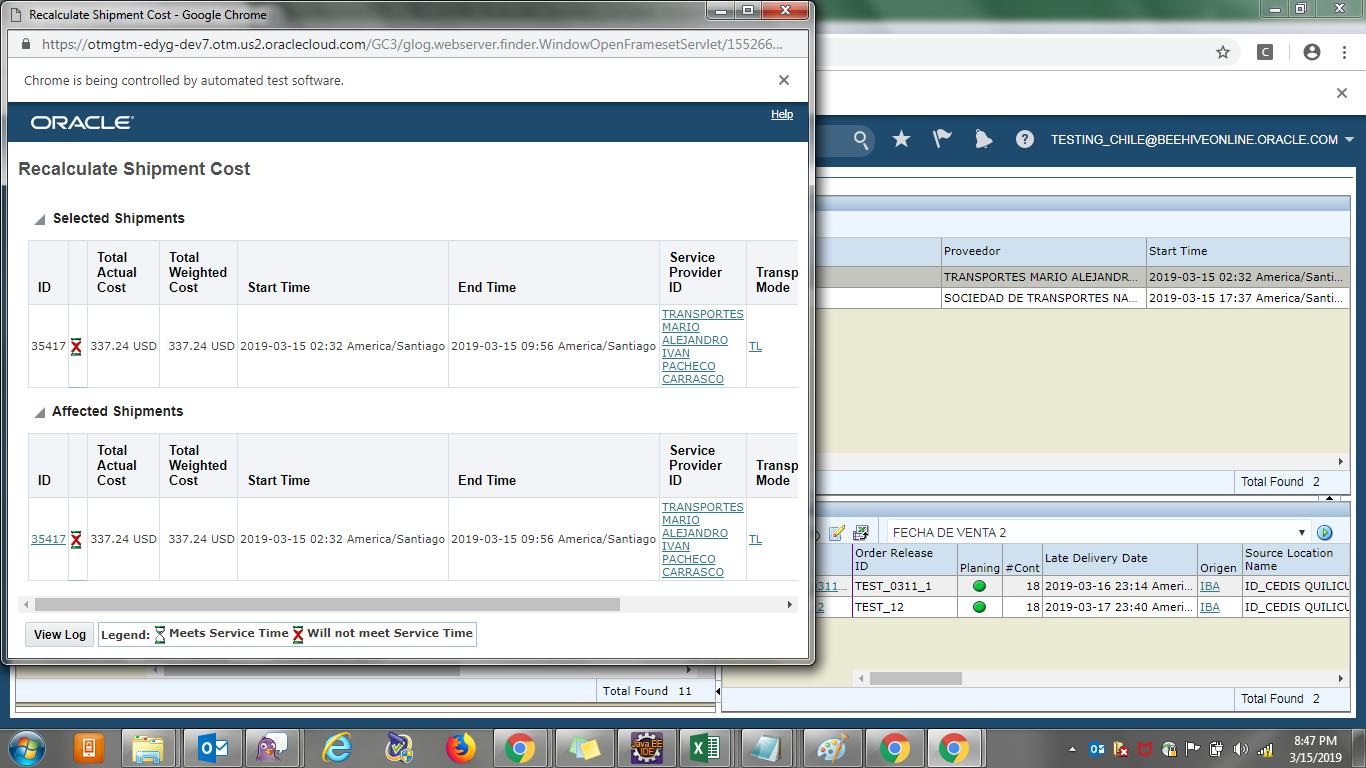 Recalculate Shipment Cost - Google Chrome
https://otmgtm-edyg-dev7.otm.us2.oraclecloud.com/GC3/glog.webserver.finder.WindowOpenFramesetServlet/155266...
Chrome is being controlled by automated test software.
ORACLE
Help
Recalculate Shipment Cost
Selected Shipments
ID Total Actual Cost Total Weighted Cost Start Time End Time Service Provider ID Transp Mode
35417 337.24 USD 337.24 USD 2019-03-15 02:32 America/Santiago 2019-03-15 09:56 America/Santiago TRANSPORTES MARIO ALEJANDRO IVAN PACHECO CARRASCO TL
Affected Shipments
ID Total Actual Cost Total Weighted Cost Start Time End Time Service Provider ID Transp Mode
35417 337.24 USD 337.24 USD 2019-03-15 02:32 America/Santiago 2019-03-15 09:56 America/Santiago TRANSPORTES MARIO ALEJANDRO IVAN PACHECO CARRASCO TL
View Log Legend: Meets Service Time Will not meet Service Time
C
TESTING_CHILE@BEEHIVEONLINE.ORACLE.COM
Proveedor Start Time
TRANSPORTES MARIO ALEJANDR... 2019-03-15 02:32 America/Santi...
SOCIEDAD DE TRANSPORTES NA... 2019-03-15 17:37 America/Santi...
Total Found 2
FECHA DE VENTA 2
Order Release ID Planing #Cont Late Delivery Date Origen Source Location Name
0311... TEST_0311_1 18 2019-03-16 23:14 Ameri... IBA ID_CEDIS QUILICU
2 TEST_12 18 2019-03-17 23:40 Ameri... IBA ID_CEDIS QUILICU
Total Found 11
Total Found 2
Java EE
IDE
8:47 PM
3/15/2019